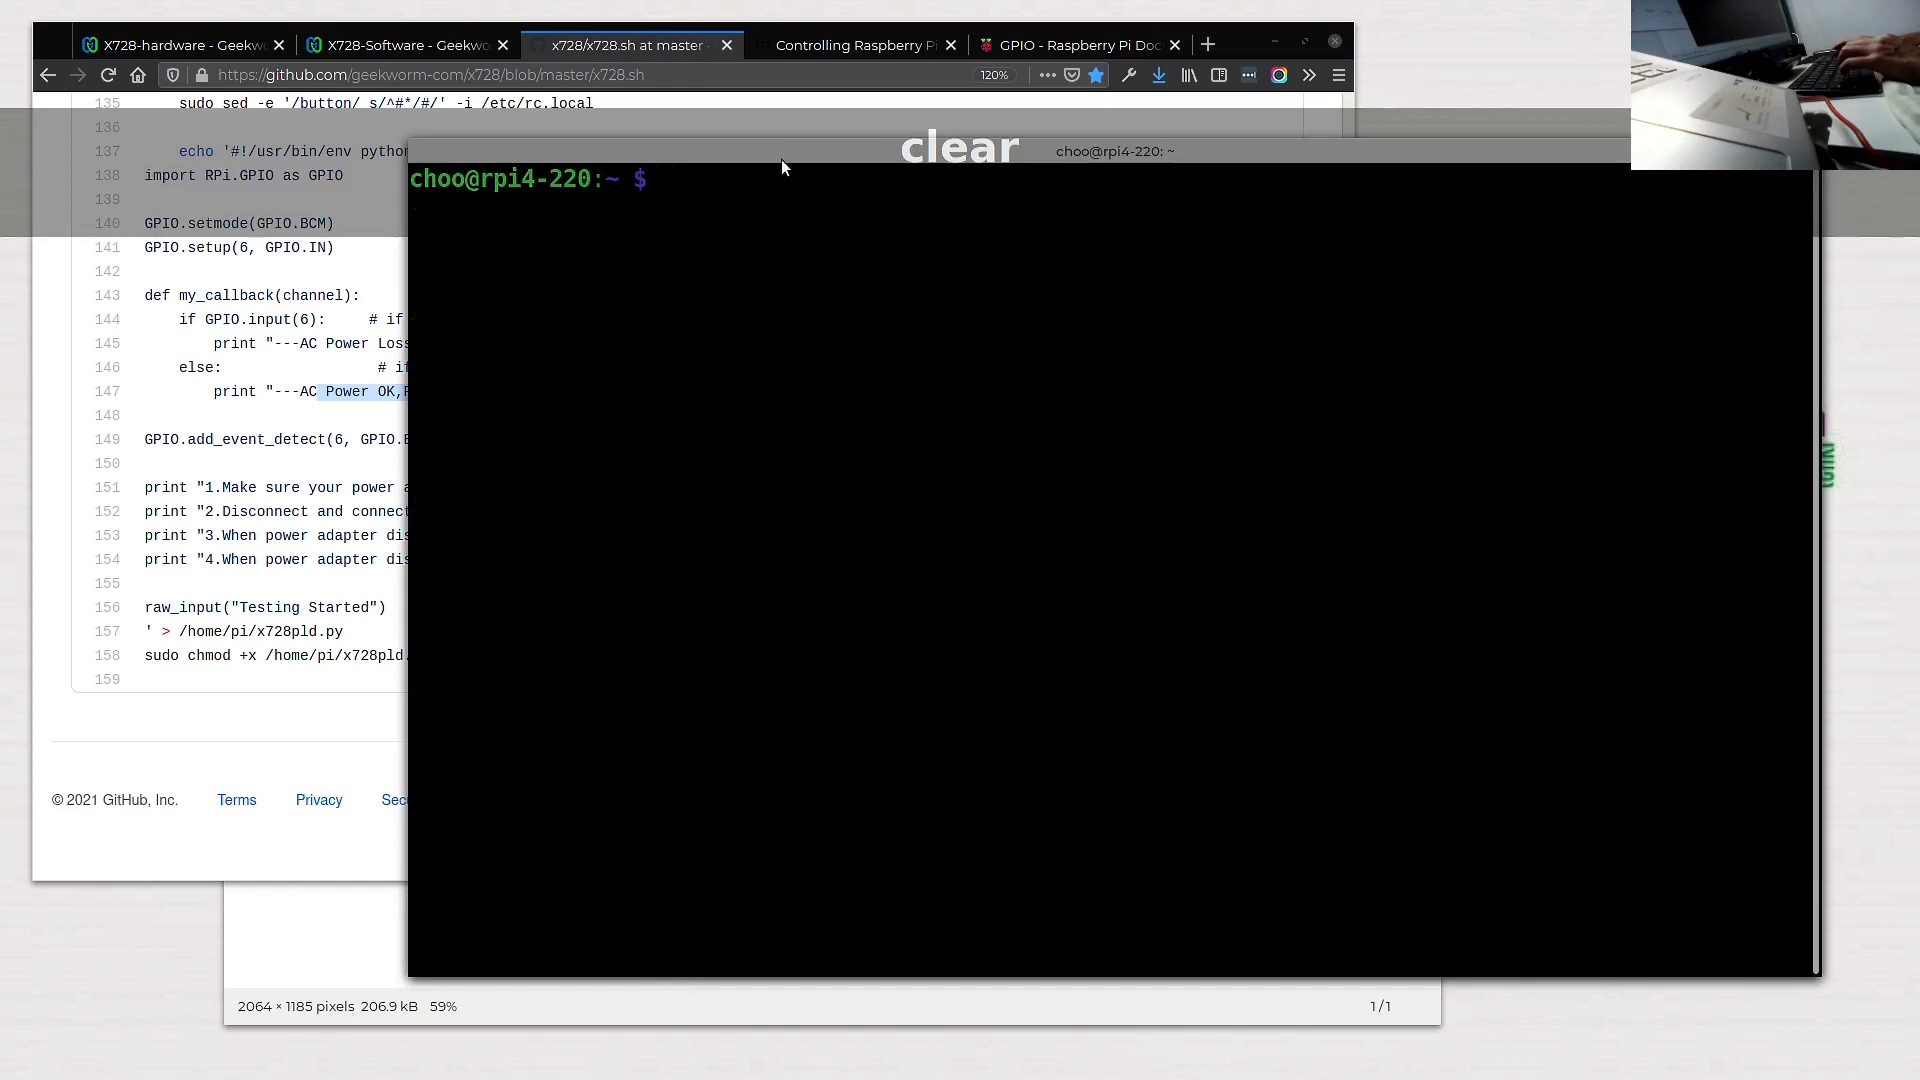 X728-hardware - Geekwo
X728-Software - Geekwo
x728/x728.sh at master
Controlling Raspberry Pi
GPIO - Raspberry Pi Doc
https://github.com/geekworm-com/x728/blob/master/x728.sh
120%
135 sudo sed -e '/button/ s/^#*/#/' -i /etc/rc.local
136
137 echo '#!/usr/bin/env python
138 import RPi.GPIO as GPIO
139
140 GPIO.setmode(GPIO.BCM)
141 GPIO.setup(6, GPIO.IN)
142
143 def my_callback(channel):
144 if GPIO.input(6): # if
145 print "---AC Power Loss
146 else: # if
147 print "---AC Power OK,
148
149 GPIO.add_event_detect(6, GPIO.B
150
151 print "1.Make sure your power a
152 print "2.Disconnect and connect
153 print "3.When power adapter dis
154 print "4.When power adapter dis
155
156 raw_input("Testing Started")
157 ' > /home/pi/x728pld.py
158 sudo chmod +x /home/pi/x728pld.
159
© 2021 GitHub, Inc. Terms Privacy Secu
clear
choo@rpi4-220: ~
choo@rpi4-220:~ $
2064 × 1185 pixels 206.9 kB 59%
1 / 1